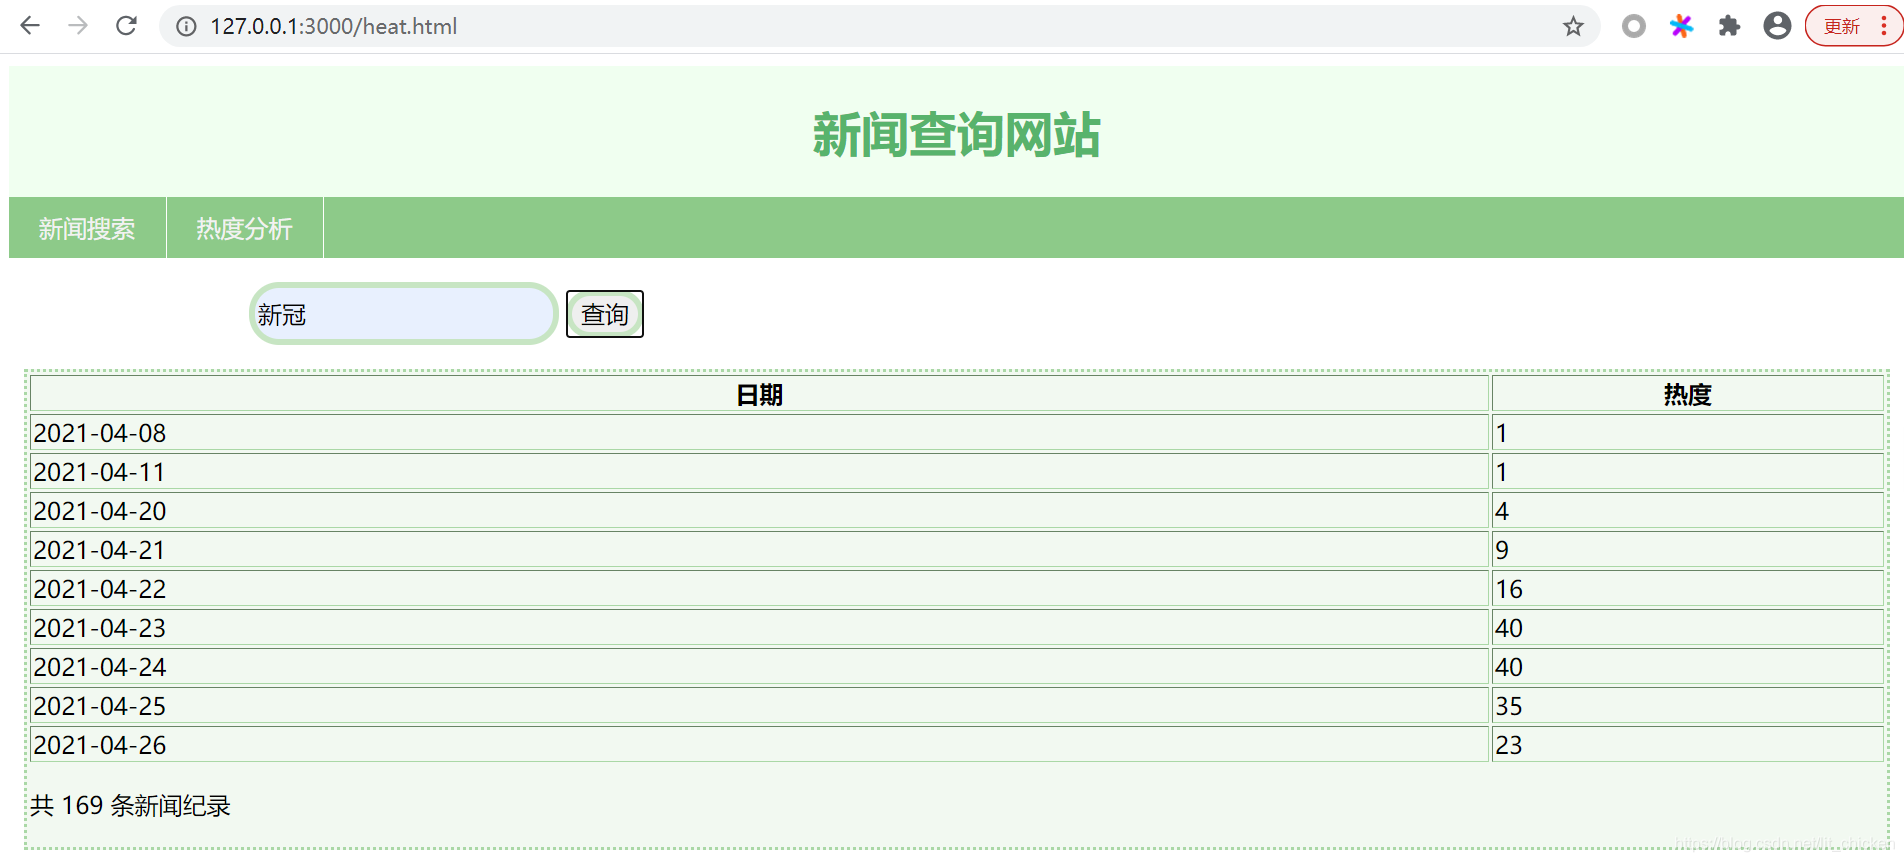 127.0.0.1:3000/heat.html 更新
新闻查询网站
新闻搜索 热度分析
新冠 查询
日期 热度
2021-04-08 1
2021-04-11 1
2021-04-20 4
2021-04-21 9
2021-04-22 16
2021-04-23 40
2021-04-24 40
2021-04-25 35
2021-04-26 23
共 169 条新闻纪录
https://blog.csdn.net/lit_chicken